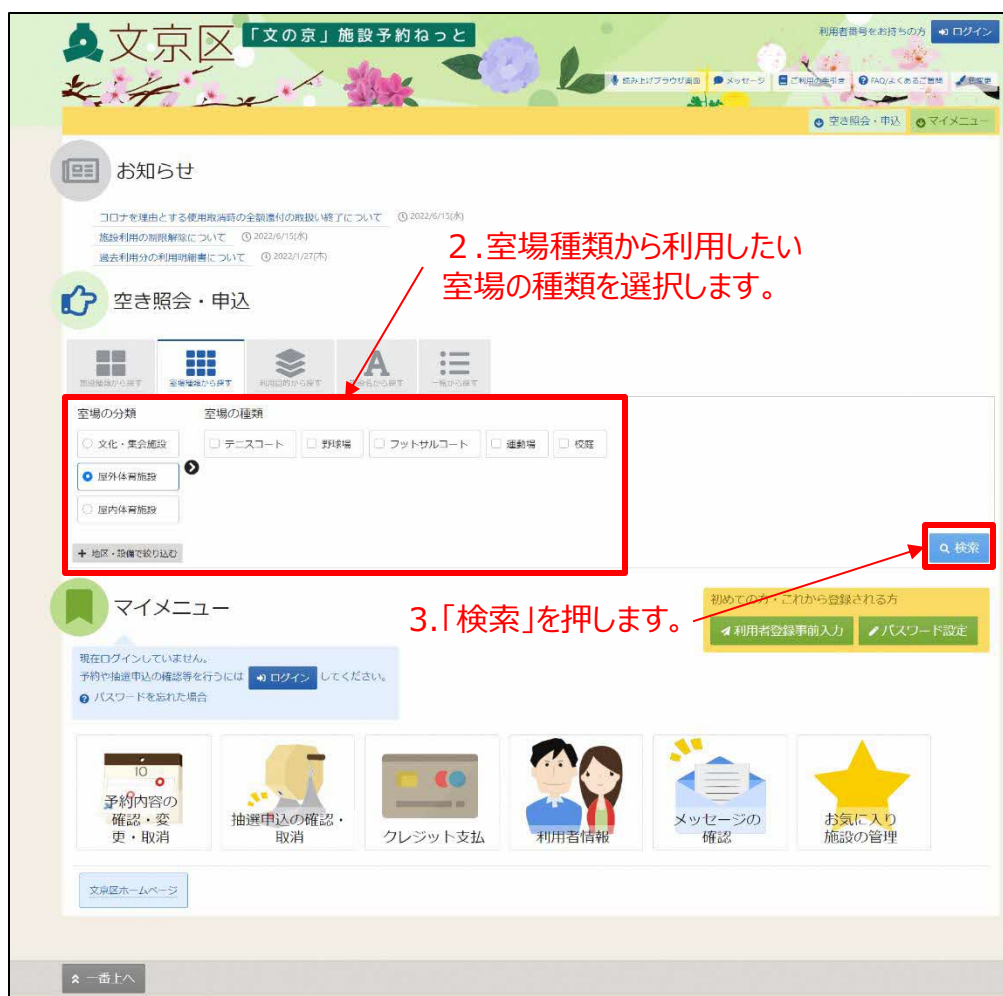 文京区 「文の京」施設予約ねっと
利用者番号をお持ちの方 ログイン
読み上げブラウザ画面 メッセージ ご利用の手引き FAQ/よくあるご質問 色変更
空き照会・申込 マイメニュー
お知らせ
コロナを理由とする使用取消時の全額還付の取扱い終了について 2022/6/15(水)
施設利用の制限解除について 2022/6/15(水)
過去利用分の利用明細書について 2022/1/27(木)
2.室場種類から利用したい
室場の種類を選択します。
空き照会・申込
施設種類から探す 室場種類から探す 利用目的から探す 施設名から探す 一覧から探す
室場の分類 室場の種類
文化・集会施設 テニスコート 野球場 フットサルコート 運動場 校庭
屋外体育施設
屋内体育施設
地区・設備で絞り込む
検索
マイメニュー
3.「検索」を押します。
初めての方・これから登録される方
利用者登録事前入力 パスワード設定
現在ログインしていません。
予約や抽選申込の確認等を行うには ログイン してください。
パスワードを忘れた場合
10
予約内容の
確認・変
更・取消
抽選申込の確認・
取消
クレジット支払
利用者情報
メッセージの
確認
お気に入り
施設の管理
文京区ホームページ
一番上へ